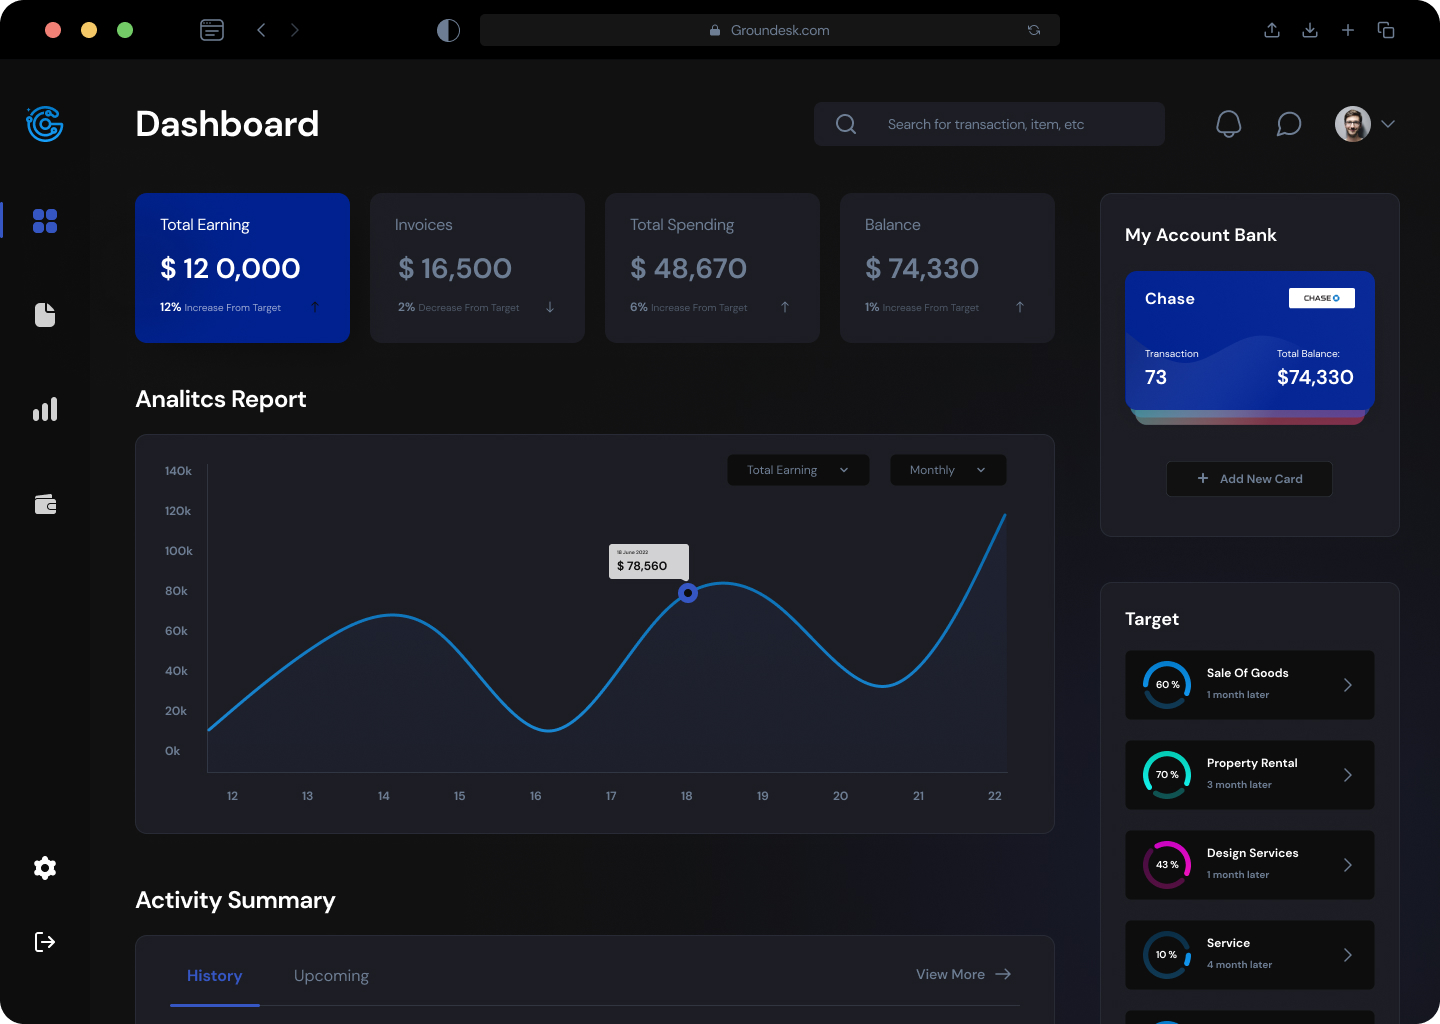 Groundesk.com
Dashboard
Search for transaction, item, etc
Total Earning
$ 12 0,000
12% Increase From Target
Invoices
$ 16,500
2% Decrease From Target
Total Spending
$ 48,670
6% Increase From Target
Balance
$ 74,330
1% Increase From Target
My Account Bank
Chase
CHASE
Transaction
73
Total Balance:
$74,330
Add New Card
Analitcs Report
Total Earning
Monthly
140k
120k
100k
80k
60k
40k
20k
0k
18 June 2022
$ 78,560
12 13 14 15 16 17 18 19 20 21 22
Target
60 %
Sale Of Goods
1 month later
70 %
Property Rental
3 month later
43 %
Design Services
1 month later
10 %
Service
4 month later
Activity Summary
History
Upcoming
View More